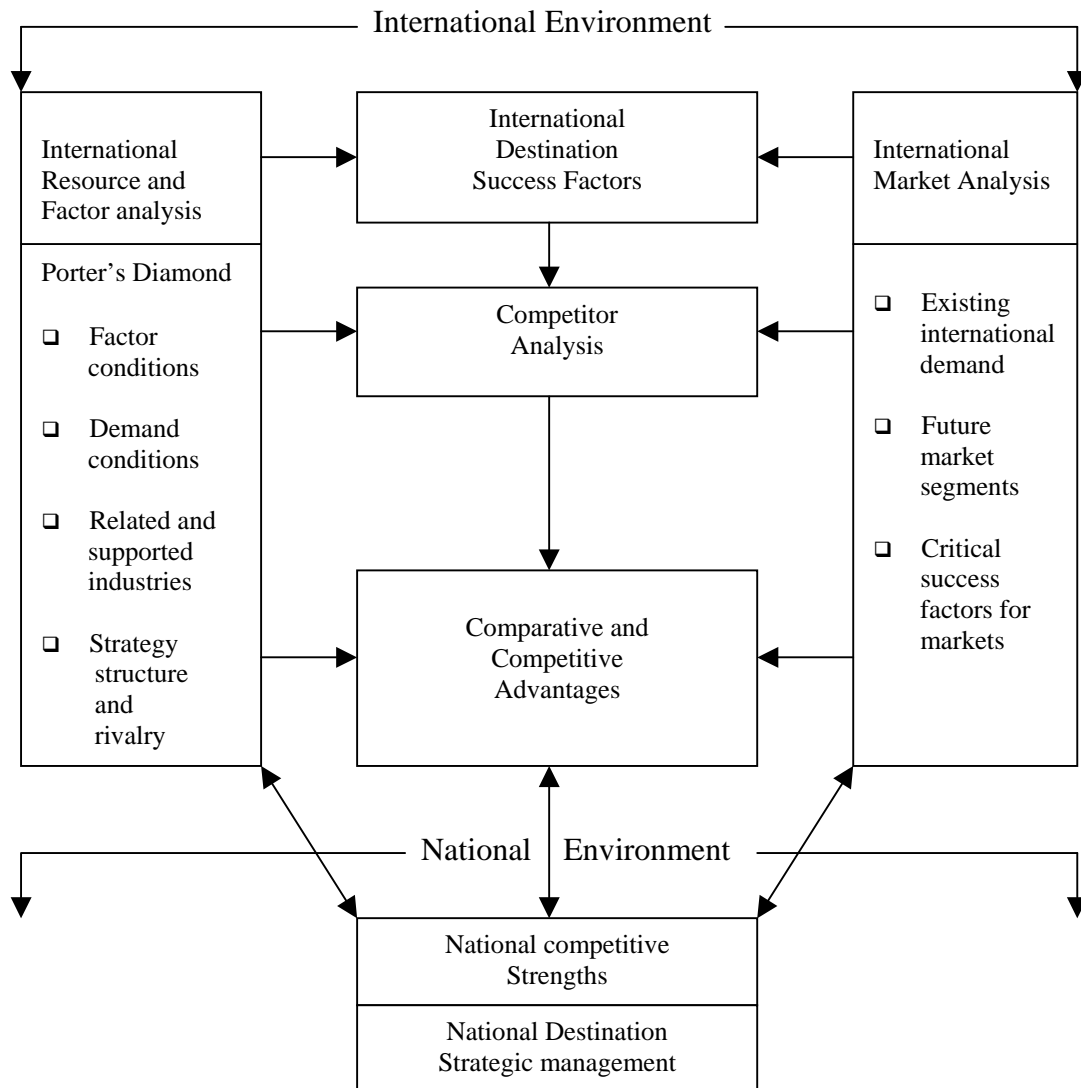 International Environment
International
Resource and
Factor analysis
International
Destination
Success Factors
International
Market Analysis
Porter’s Diamond
❑ Factor
conditions
❑ Demand
conditions
❑ Related and
supported
industries
❑ Strategy
structure
and
rivalry
Competitor
Analysis
Comparative and
Competitive
Advantages
❑ Existing
international
demand
❑ Future
market
segments
❑ Critical
success
factors for
markets
National Environment
National competitive
Strengths
National Destination
Strategic management